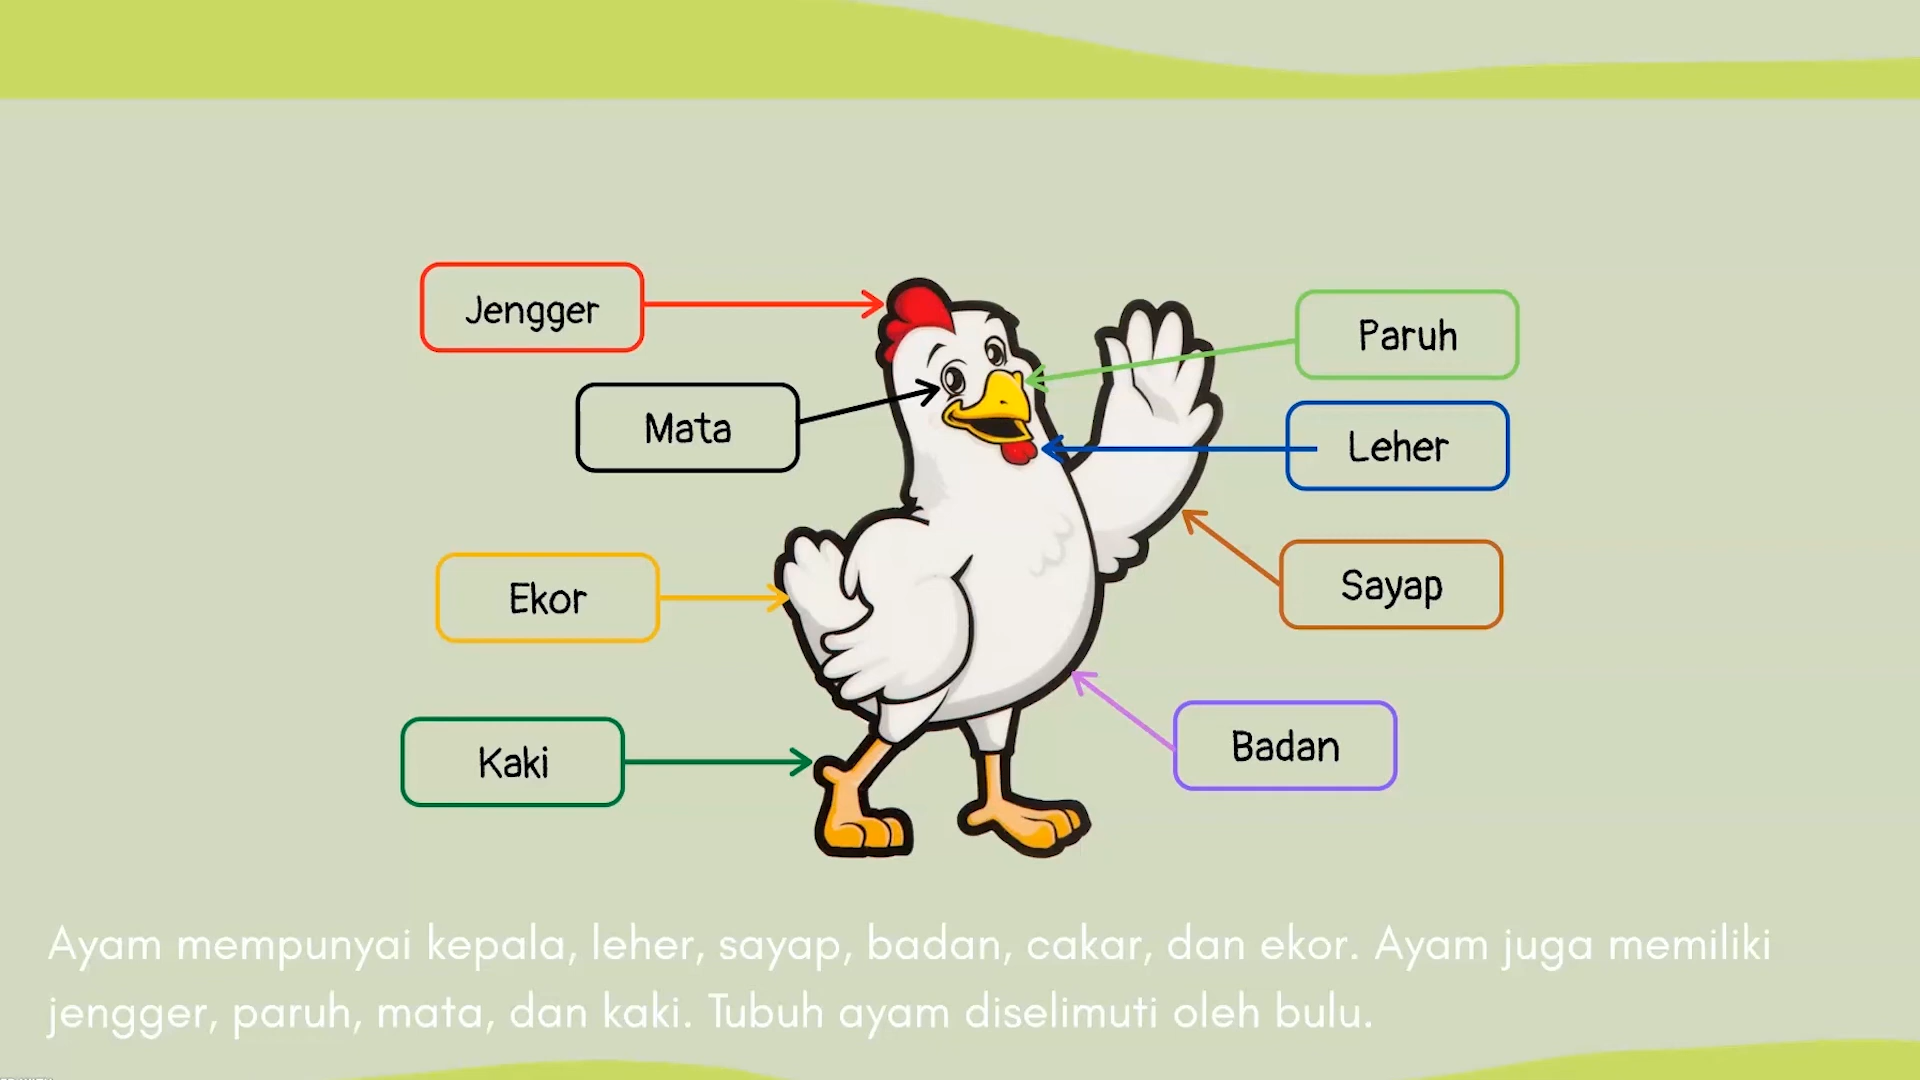 Jengger
Paruh
Mata
Leher
Ekor
Sayap
Kaki
Badan
Ayam mempunyai kepala, leher, sayap, badan, cakar, dan ekor. Ayam juga memiliki
jengger, paruh, mata, dan kaki. Tubuh ayam diselimuti oleh bulu.